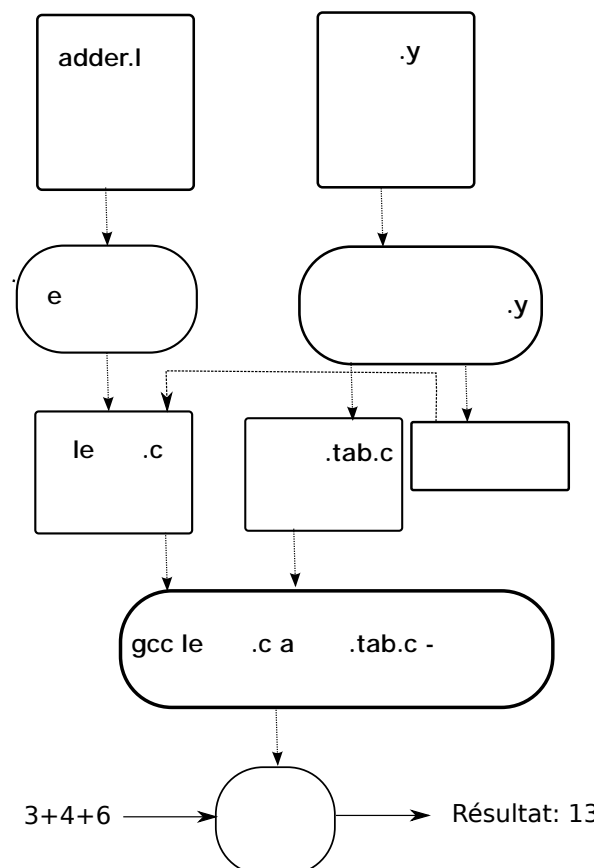 adder.l
.y
e
.y
le .c
.tab.c
gcc le .c a .tab.c -
3+4+6
Résultat: 13